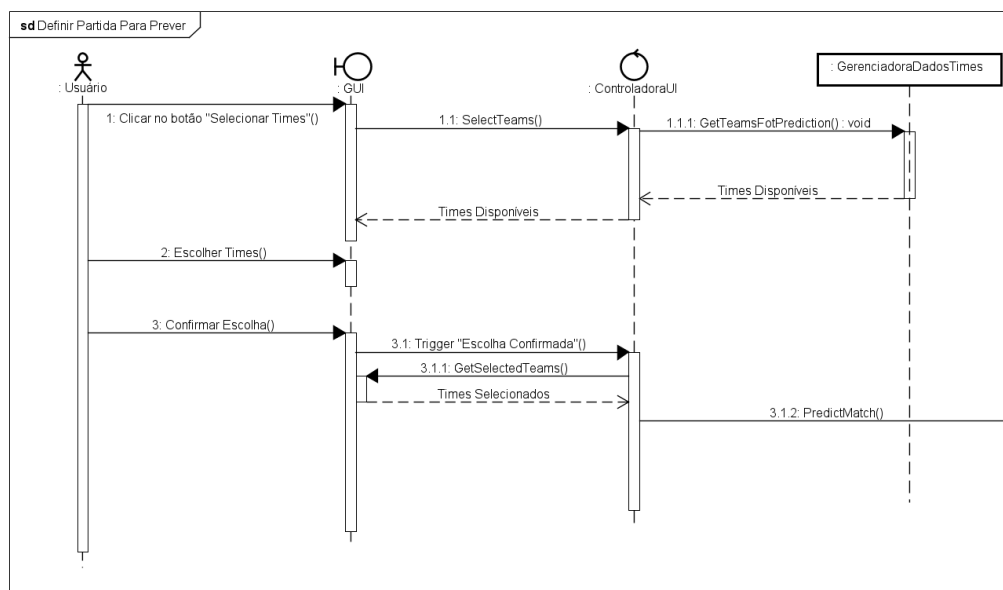 sd Definir Partida Para Prever
: Usuário
: GUI
: ControladoraUI
: GerenciadoraDadosTimes
1: Clicar no botão "Selecionar Times"()
1.1: SelectTeams()
1.1.1: GetTeamsFotPrediction() : void
Times Disponíveis
Times Disponíveis
2: Escolher Times()
3: Confirmar Escolha()
3.1: Trigger "Escolha Confirmada"()
3.1.1: GetSelectedTeams()
Times Selecionados
3.1.2: PredictMatch()